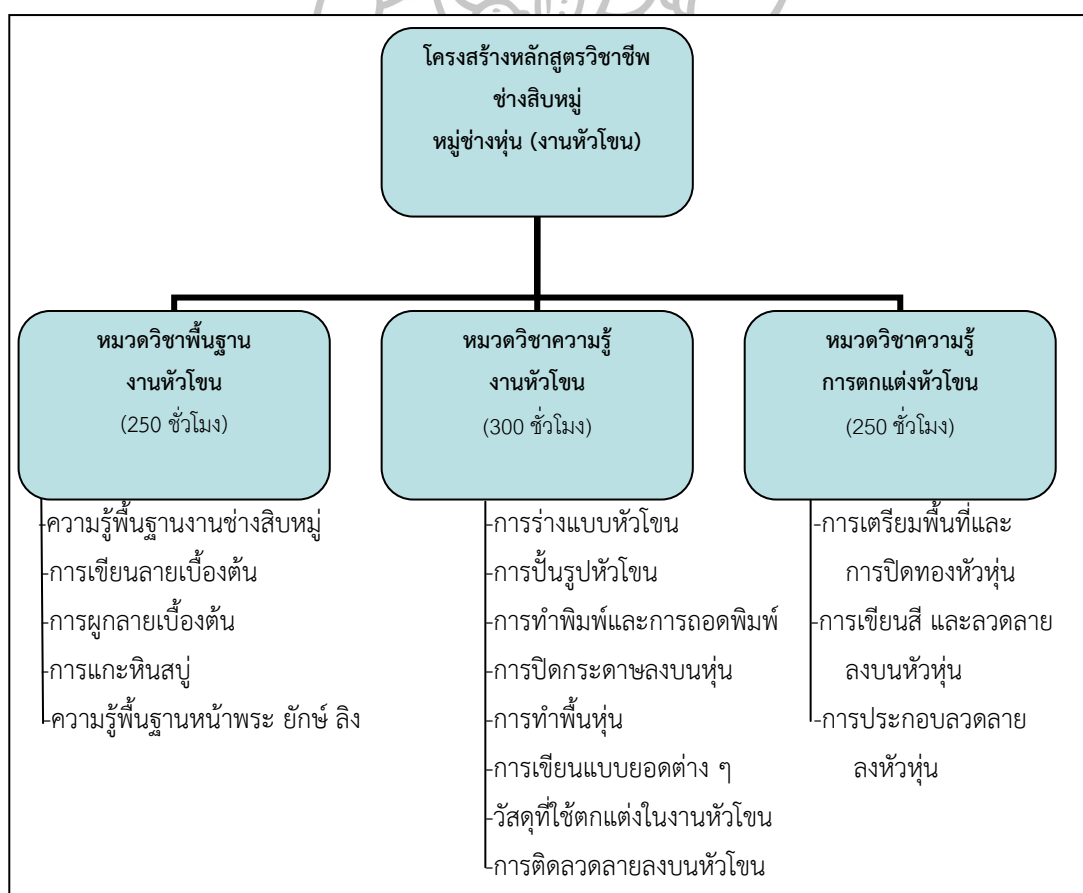 โครงสร้างหลักสูตรวิชาชีพ
ช่างสิบหมู่
หมู่ช่างหุ่น (งานหัวโขน)
หมวดวิชาพื้นฐาน
งานหัวโขน
(250 ชั่วโมง)
-ความรู้พื้นฐานงานช่างสิบหมู่
-การเขียนลายเบื้องต้น
-การผูกลายเบื้องต้น
-การแกะหินสบู่
-ความรู้พื้นฐานหน้าพระ ยักษ์ ลิง
หมวดวิชาความรู้
งานหัวโขน
(300 ชั่วโมง)
-การร่างแบบหัวโขน
-การปั้นรูปหัวโขน
-การทำพิมพ์และการถอดพิมพ์
-การปิดกระดาษลงบนหุ่น
-การทำพื้นหุ่น
-การเขียนแบบยอดต่าง ๆ
-วัสดุที่ใช้ตกแต่งในงานหัวโขน
-การติดลวดลายลงบนหัวโขน
หมวดวิชาความรู้
การตกแต่งหัวโขน
(250 ชั่วโมง)
-การเตรียมพื้นที่และ
การปิดทองหัวหุ่น
-การเขียนสี และลวดลาย
ลงบนหัวหุ่น
-การประกอบลวดลาย
ลงหัวหุ่น